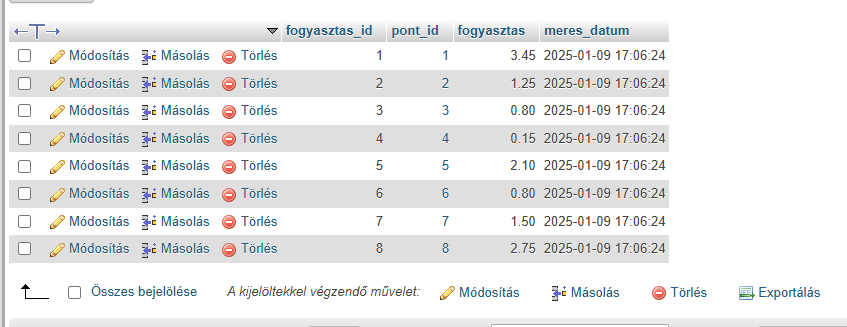 fogyasztas_id pont_id fogyasztas meres_datum
Módosítás Másolás Törlés 1 1 3.45 2025-01-09 17:06:24
Módosítás Másolás Törlés 2 2 1.25 2025-01-09 17:06:24
Módosítás Másolás Törlés 3 3 0.80 2025-01-09 17:06:24
Módosítás Másolás Törlés 4 4 0.15 2025-01-09 17:06:24
Módosítás Másolás Törlés 5 5 2.10 2025-01-09 17:06:24
Módosítás Másolás Törlés 6 6 0.80 2025-01-09 17:06:24
Módosítás Másolás Törlés 7 7 1.50 2025-01-09 17:06:24
Módosítás Másolás Törlés 8 8 2.75 2025-01-09 17:06:24
Összes bejelölése A kijelöltekkel végzendő művelet: Módosítás Másolás Törlés Exportálás